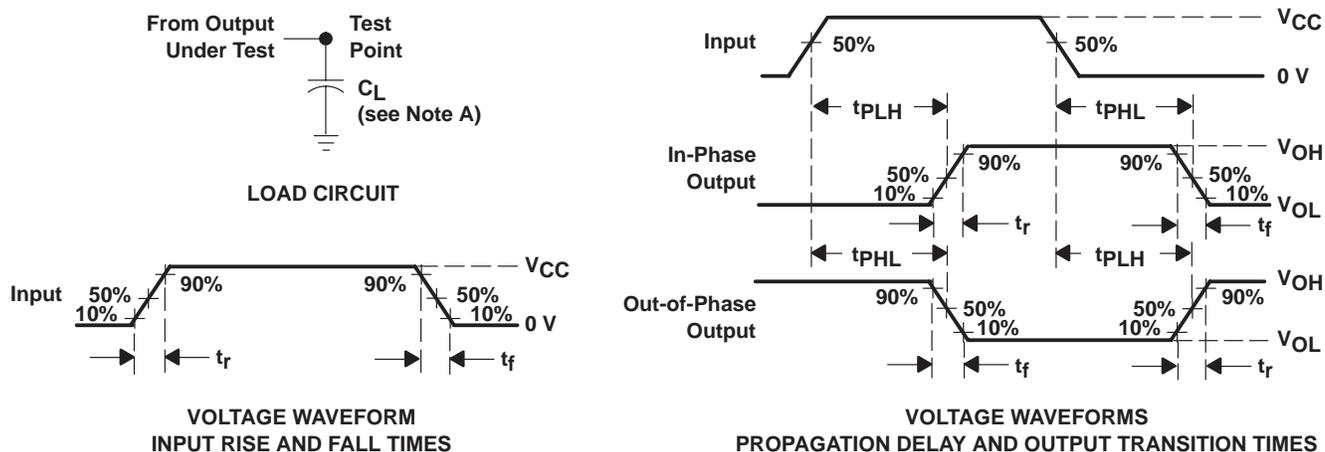 From Output
Under Test
Test
Point
CL
(see Note A)
LOAD CIRCUIT
Input
50%
10%
90%
90%
50%
10%
VCC
0 V
tr
tf
VOLTAGE WAVEFORM
INPUT RISE AND FALL TIMES
Input
50%
50%
VCC
0 V
tPLH
tPHL
In-Phase
Output
50%
10%
90%
90%
50%
10%
VOH
VOL
tr
tf
tPHL
tPLH
Out-of-Phase
Output
90%
50%
10%
50%
10%
90%
VOH
VOL
tf
tr
VOLTAGE WAVEFORMS
PROPAGATION DELAY AND OUTPUT TRANSITION TIMES